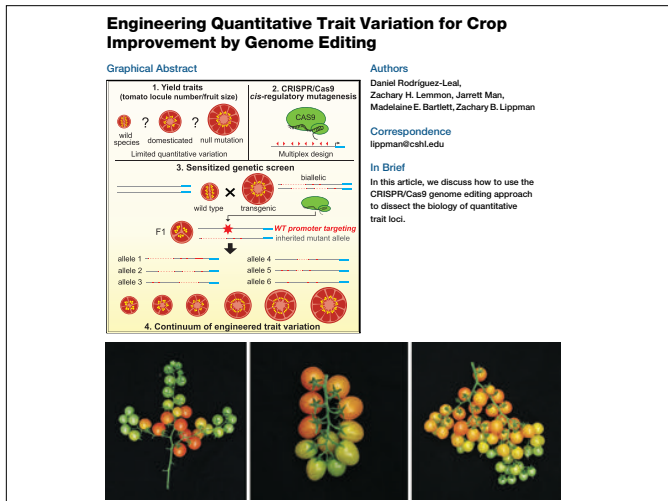 Engineering Quantitative Trait Variation for Crop
Improvement by Genome Editing
Graphical Abstract
1. Yield traits
(tomato locule number/fruit size)
?
?
wild
species
domesticated
null mutation
Limited quantitative variation
2. CRISPR/Cas9
cis-regulatory mutagenesis
CAS9
Multiplex design
3. Sensitized genetic screen
biallelic
×
wild type
transgenic
F1
WT promoter targeting
inherited mutant allele
allele 1
allele 2
allele 3
allele 4
allele 5
allele 6
4. Continuum of engineered trait variation
Authors
Daniel Rodríguez-Leal,
Zachary H. Lemmon, Jarrett Man,
Madelaine E. Bartlett, Zachary B. Lippman
Correspondence
lippman@cshl.edu
In Brief
In this article, we discuss how to use the
CRISPR/Cas9 genome editing approach
to dissect the biology of quantitative
trait loci.